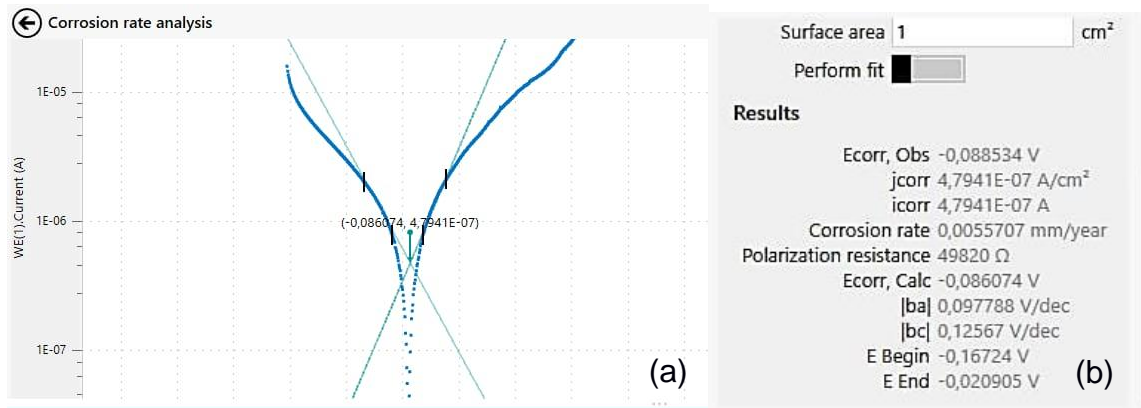 Corrosion rate analysis
1E-05
1E-06
1E-07
WE(1).Current (A)
(-0,086074, 4,7941E-07)
(a)
Surface area 1 cm²
Perform fit
Results
Ecorr, Obs -0,088534 V
jcorr 4,7941E-07 A/cm²
icorr 4,7941E-07 A
Corrosion rate 0,0055707 mm/year
Polarization resistance 49820 Ω
Ecorr, Calc -0,086074 V
|ba| 0,097788 V/dec
|bc| 0,12567 V/dec
E Begin -0,16724 V
E End -0,020905 V
(b)